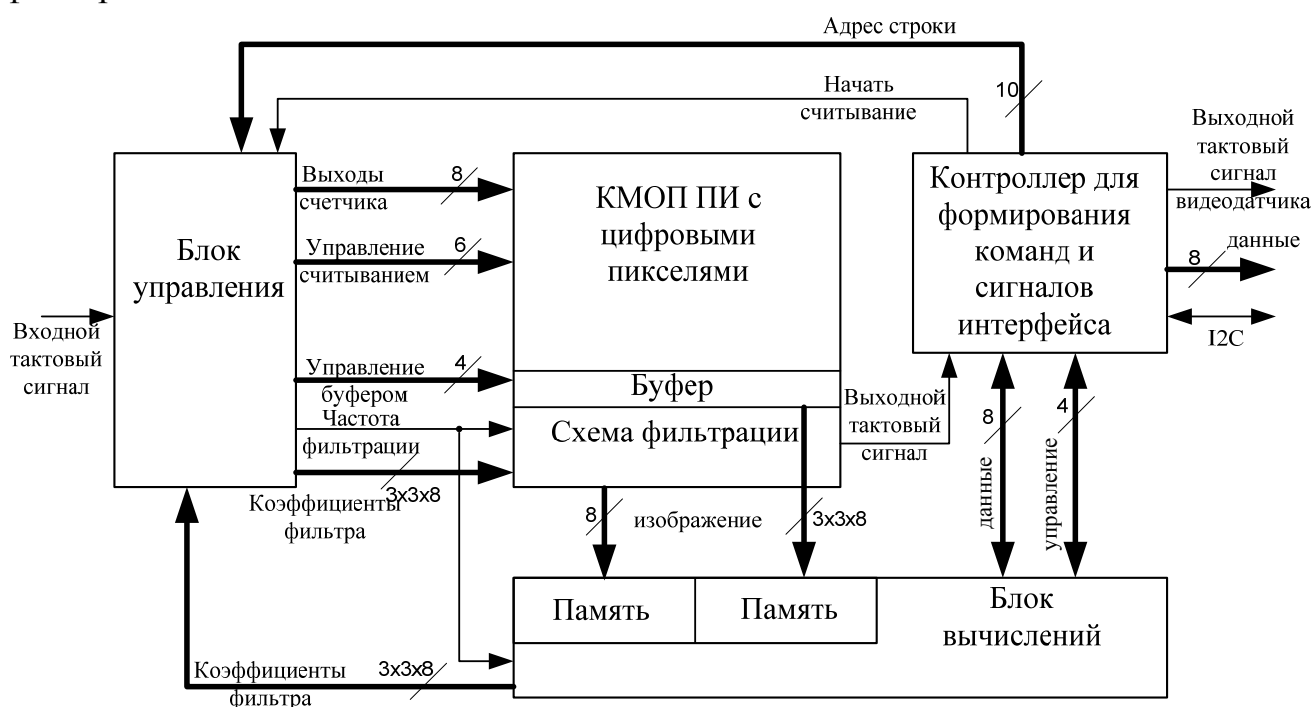 Адрес строки
10
Начать
считывание
Выходной
тактовый
сигнал
видеодатчика
8
данные
I2C
Контроллер для
формирования
команд и
сигналов
интерфейса
Блок
управления
Входной
тактовый
сигнал
Выходы
счетчика
8
Управление
считыванием
6
Управление
буфером
4
Частота
фильтрации
Коэффициенты
фильтра
3x3x8
КМОП ПИ с
цифровыми
пикселями
Буфер
Схема фильтрации
Выходной
тактовый
сигнал
8
изображение
3x3x8
8
данные
4
управление
Память
Память
Блок
вычислений
Коэффициенты
фильтра
3x3x8